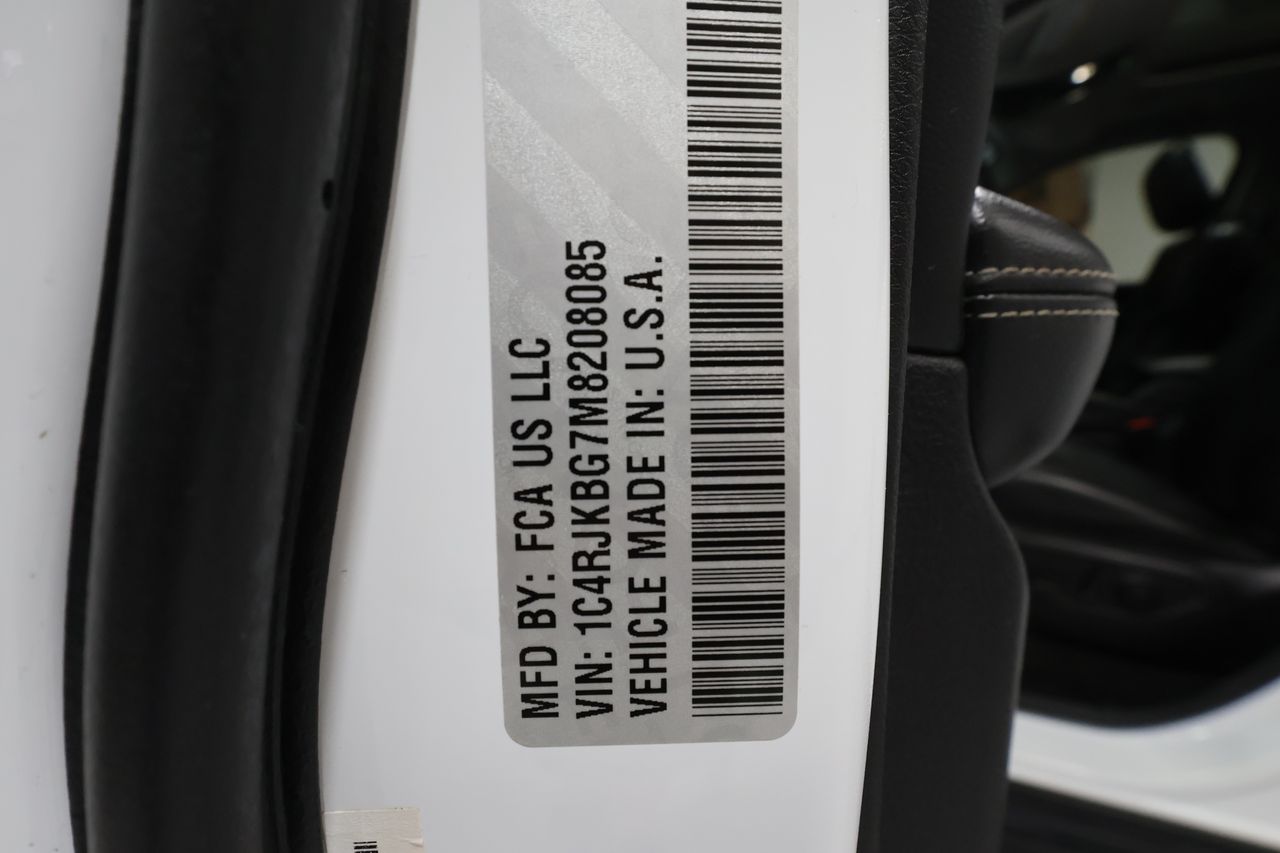 MFD BY: FCA US LLC
VIN: 1C4RJKBG7M8208085
VEHICLE MADE IN: U.S.A.